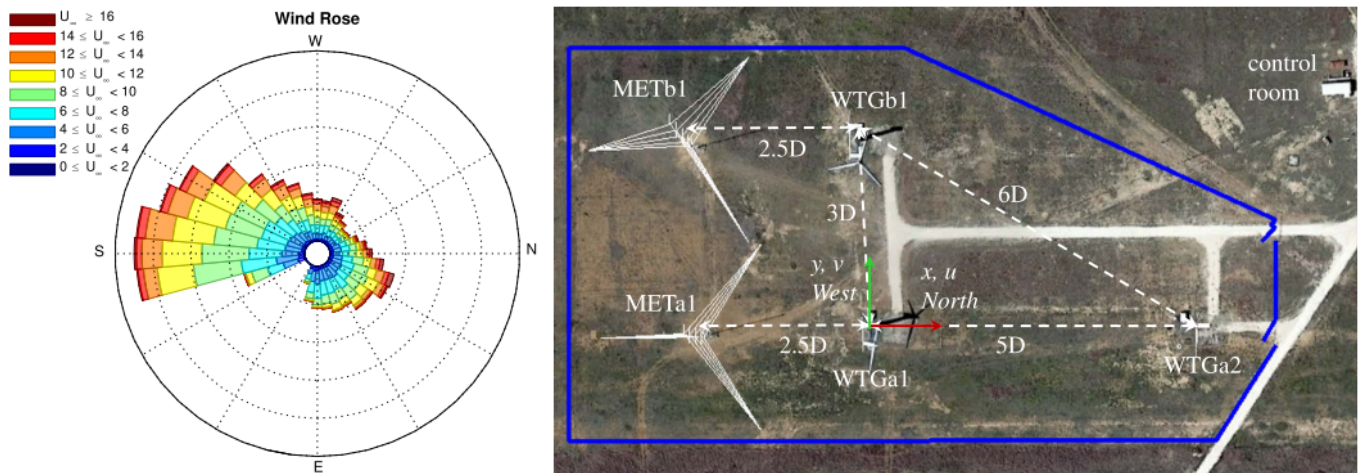 U∞ ≥ 16
14 ≤ U∞ < 16
12 ≤ U∞ < 14
10 ≤ U∞ < 12
8 ≤ U∞ < 10
6 ≤ U∞ < 8
4 ≤ U∞ < 6
2 ≤ U∞ < 4
0 ≤ U∞ < 2
Wind Rose
W
S
N
E
METb1
WTGb1
control
room
2.5D
6D
3D
y, v
West
x, u
North
METa1
2.5D
5D
WTGa1
WTGa2